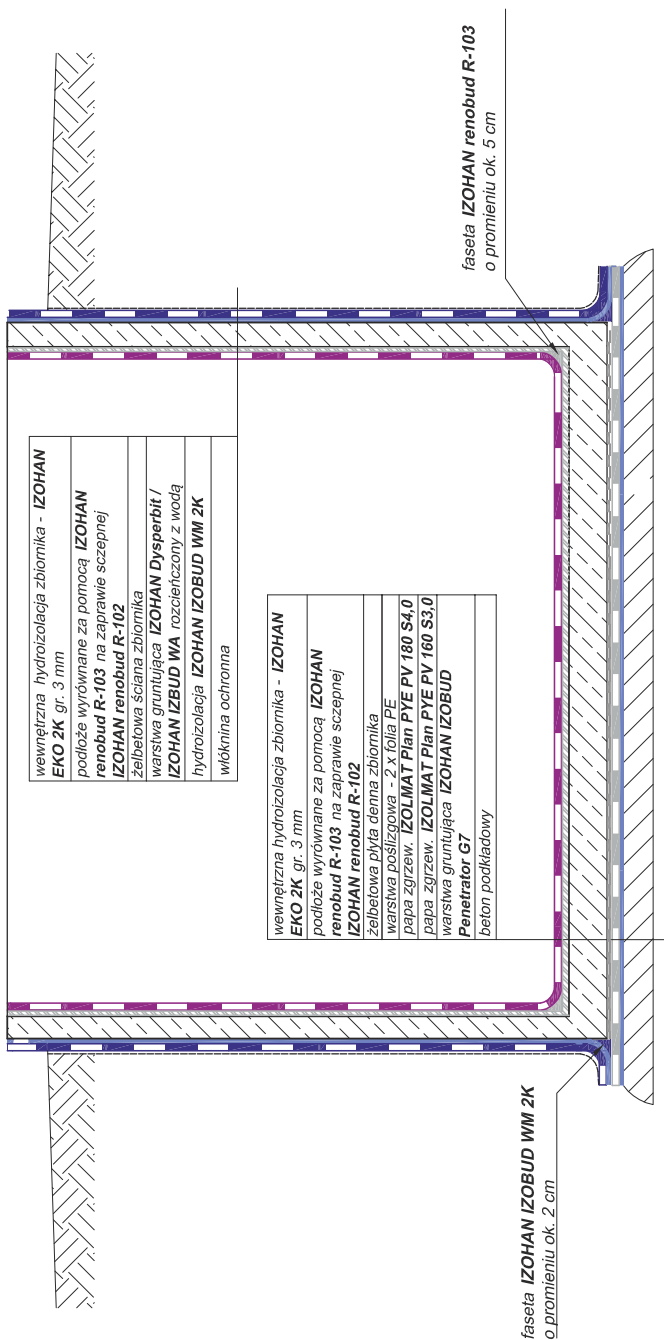 wewnętrzna hydroizolacja zbiornika - IZOHAN
EKO 2K gr. 3 mm
podłoże wyrównane za pomocą IZOHAN
renobud R-103 na zaprawie sczepnej
IZOHAN renobud R-102
żelbetowa ściana zbiornika
warstwa gruntująca IZOHAN Dysperbit /
IZOHAN IZBUD WA rozcieńczony z wodą
hydroizolacja IZOHAN IZOBUD WM 2K
włóknina ochronna
wewnętrzna hydroizolacja zbiornika - IZOHAN
EKO 2K gr. 3 mm
podłoże wyrównane za pomocą IZOHAN
renobud R-103 na zaprawie sczepnej
IZOHAN renobud R-102
żelbetowa płyta denna zbiornika
warstwa poślizgowa - 2 x folia PE
papa zgrzew. IZOLMAT Plan PYE PV 180 S4,0
papa zgrzew. IZOLMAT Plan PYE PV 160 S3,0
warstwa gruntująca IZOHAN IZOBUD
Penetrator G7
beton podkładowy
faseta IZOHAN renobud R-103
o promieniu ok. 5 cm
faseta IZOHAN IZOBUD WM 2K
o promieniu ok. 2 cm